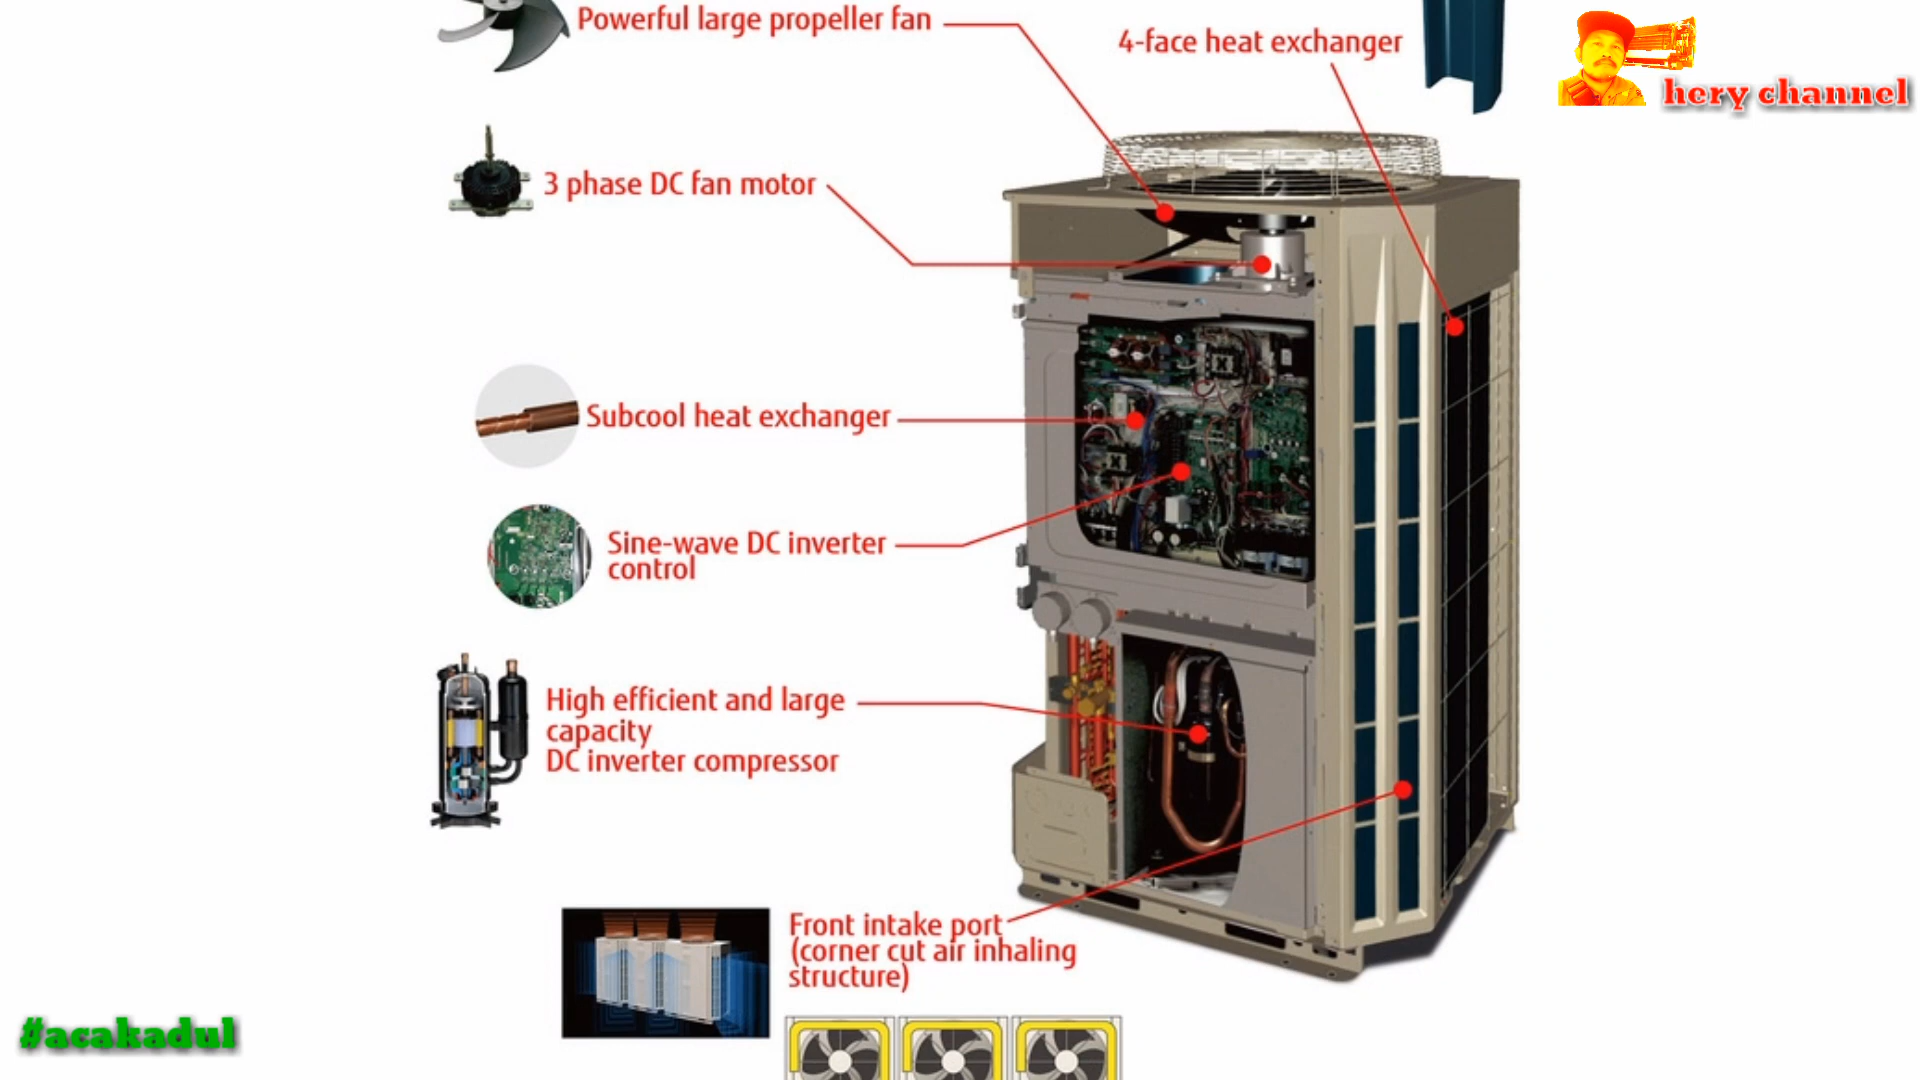 Powerful large propeller fan
4-face heat exchanger
hery channel
3 phase DC fan motor
Subcool heat exchanger
Sine-wave DC inverter
control
High efficient and large
capacity
DC inverter compressor
Front intake port
(corner cut air inhaling
structure)
#acakadul